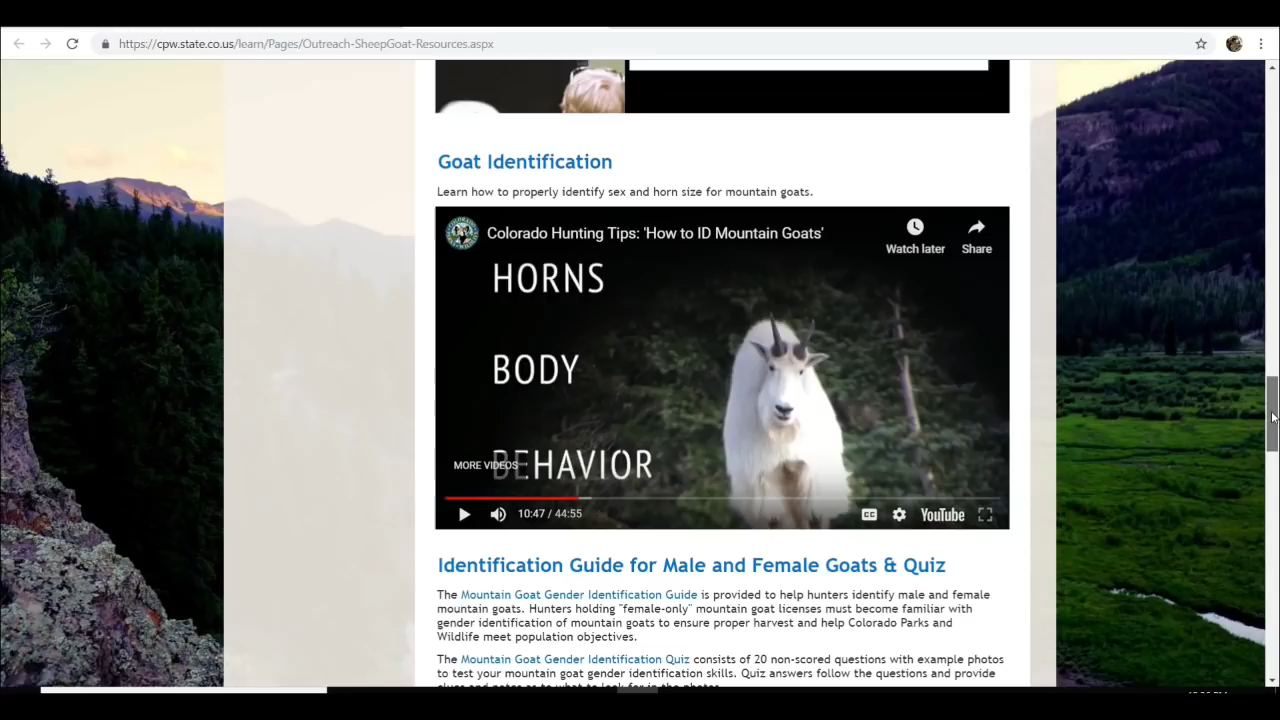 https://cpw.state.co.us/learn/Pages/Outreach-SheepGoat-Resources.aspx
Goat Identification
Learn how to properly identify sex and horn size for mountain goats.
Colorado Hunting Tips: 'How to ID Mountain Goats'
Watch later
Share
HORNS
BODY
MORE VIDEOS
BEHAVIOR
10:47 / 44:55
CC
YouTube
Identification Guide for Male and Female Goats & Quiz
The Mountain Goat Gender Identification Guide is provided to help hunters identify male and female
mountain goats. Hunters holding "female-only" mountain goat licenses must become familiar with
gender identification of mountain goats to ensure proper harvest and help Colorado Parks and
Wildlife meet population objectives.
The Mountain Goat Gender Identification Quiz consists of 20 non-scored questions with example photos
to test your mountain goat gender identification skills. Quiz answers follow the questions and provide